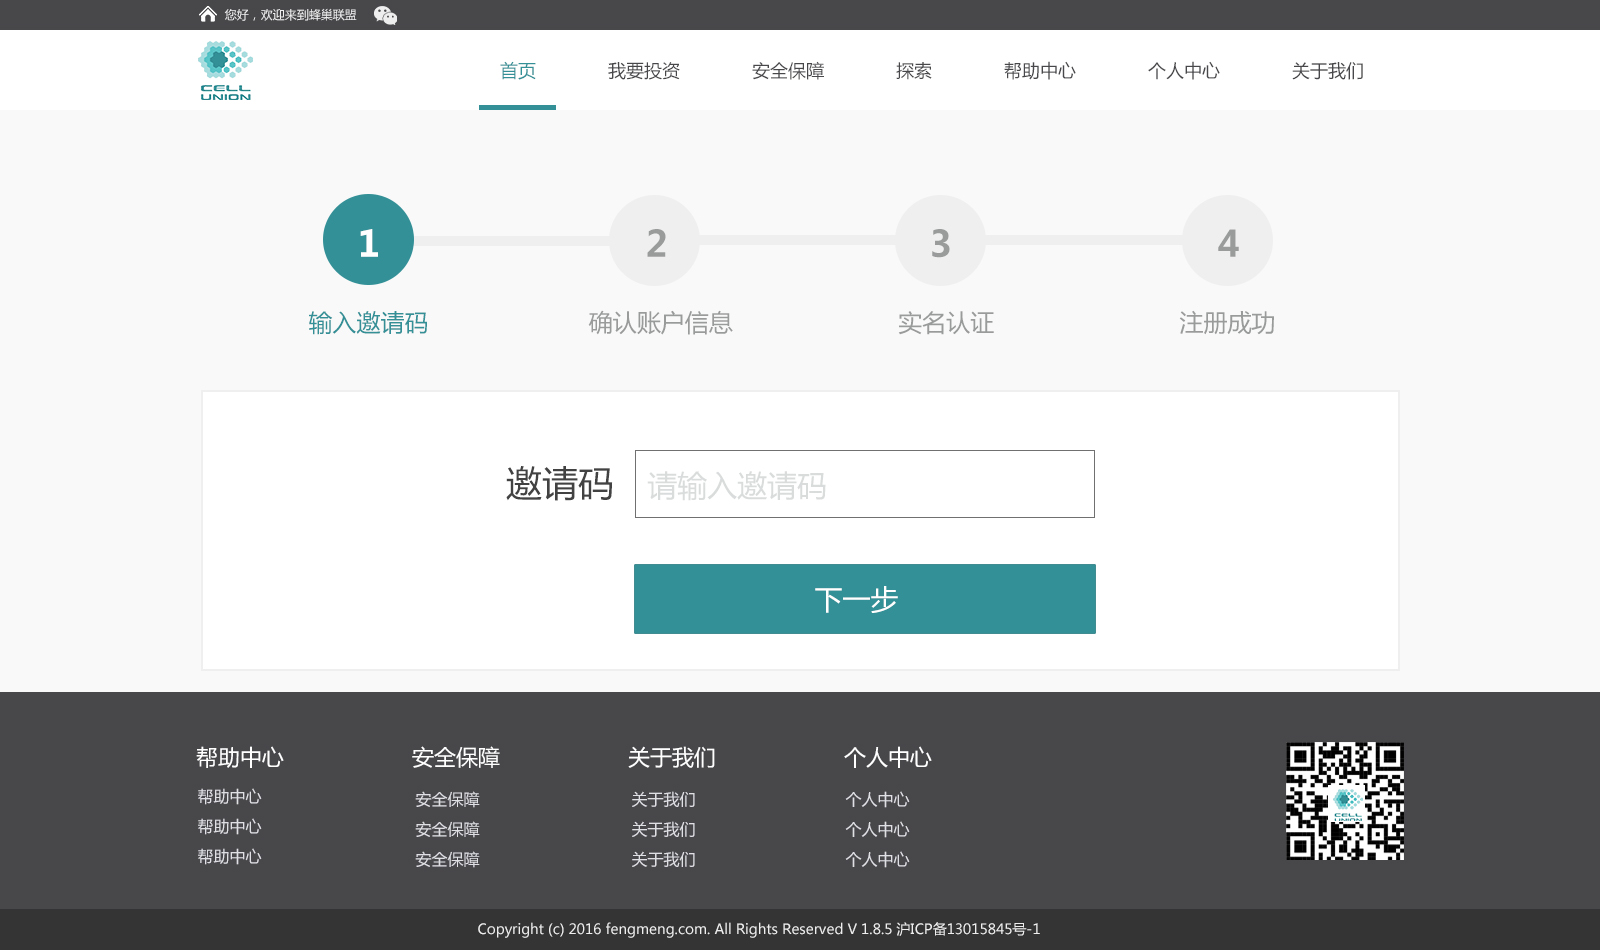 您好，欢迎来到蜂巢联盟
CELL
UNION
首页 我要投资 安全保障 探索 帮助中心 个人中心 关于我们
1 2 3 4
输入邀请码 确认账户信息 实名认证 注册成功
邀请码 请输入邀请码
下一步
帮助中心 安全保障 关于我们 个人中心
帮助中心 安全保障 关于我们 个人中心
帮助中心 安全保障 关于我们 个人中心
帮助中心 安全保障 关于我们 个人中心
CELL
UNION
Copyright (c) 2016 fengmeng.com. All Rights Reserved V 1.8.5 沪ICP备13015845号-1